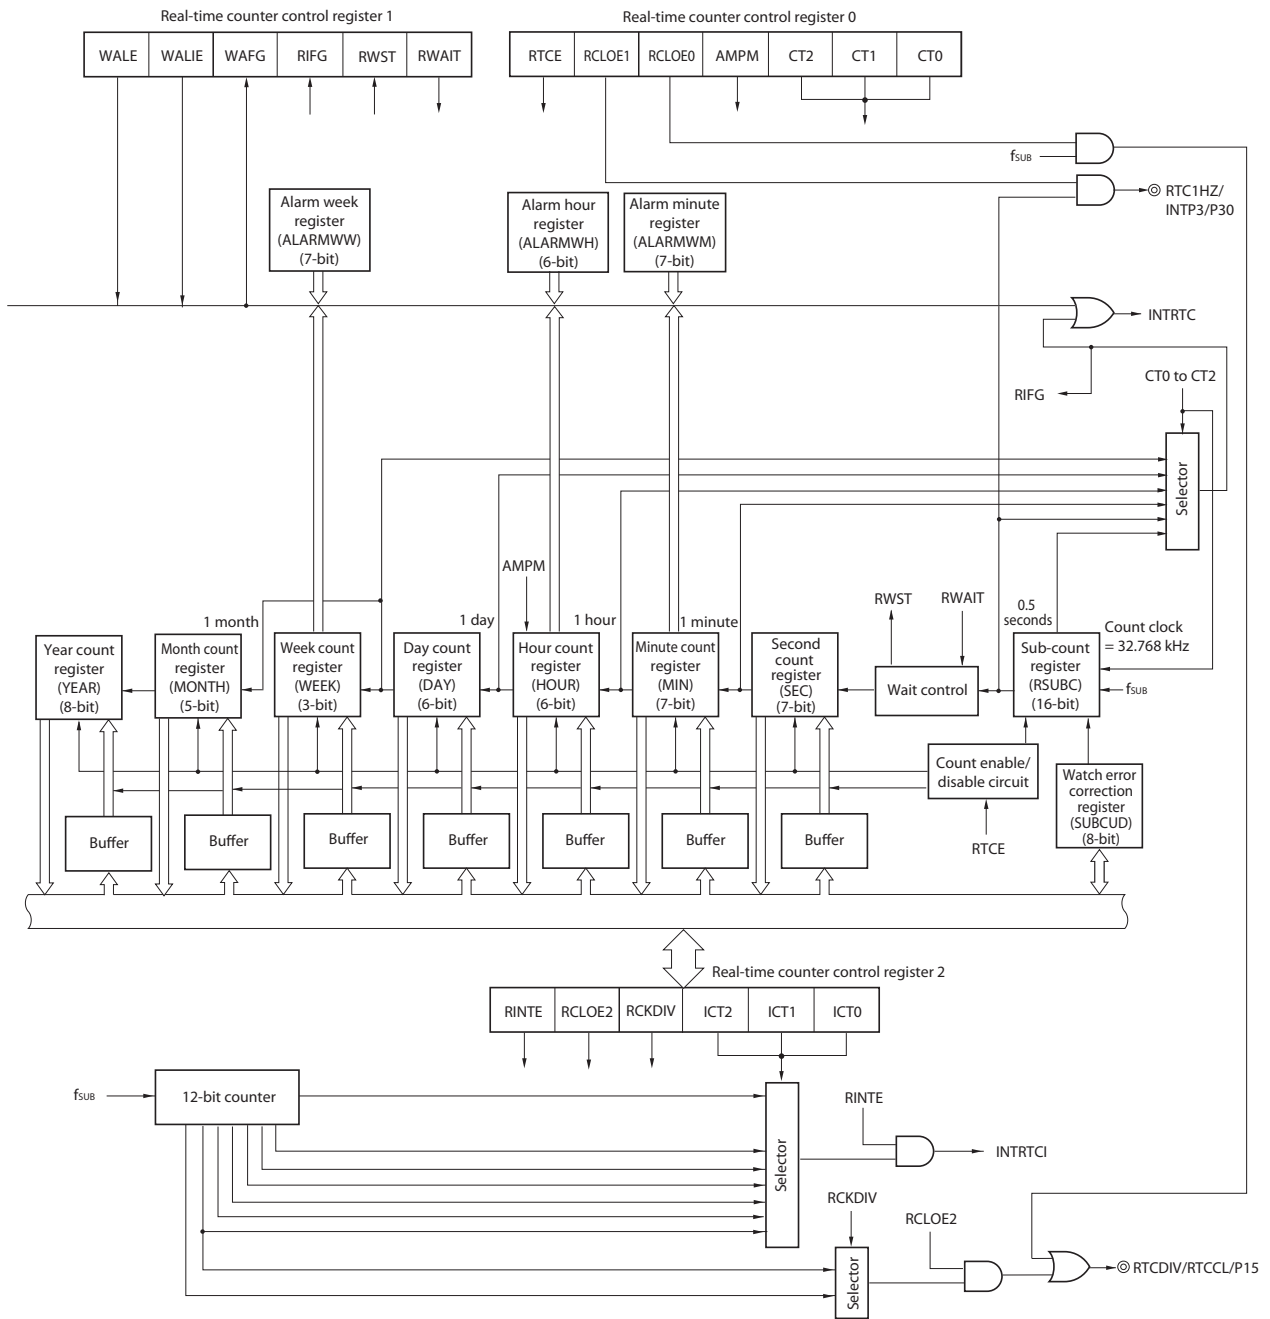 Real-time counter control register 1
Real-time counter control register 0
WALE WALIE WAFG RIFG RWST RWAIT
RTCE RCLOE1 RCLOE0 AMPM CT2 CT1 CT0
fSUB
RTC1HZ/
INTP3/P30
Alarm week
register
(ALARMWW)
(7-bit)
Alarm hour
register
(ALARMWH)
(6-bit)
Alarm minute
register
(ALARMWM)
(7-bit)
INTRTC
CT0 to CT2
RIFG
Selector
AMPM
RWST
RWAIT
0.5
seconds
Count clock
= 32.768 kHz
1 month
1 day
1 hour
1 minute
Year count
register
(YEAR)
(8-bit)
Month count
register
(MONTH)
(5-bit)
Week count
register
(WEEK)
(3-bit)
Day count
register
(DAY)
(6-bit)
Hour count
register
(HOUR)
(6-bit)
Minute count
register
(MIN)
(7-bit)
Second
count
register
(SEC)
(7-bit)
Wait control
Sub-count
register
(RSUBC)
(16-bit)
fSUB
Count enable/
disable circuit
Watch error
correction
register
(SUBCUD)
(8-bit)
RTCE
Buffer
Buffer
Buffer
Buffer
Buffer
Buffer
Buffer
Real-time counter control register 2
RINTE RCLOE2 RCKDIV ICT2 ICT1 ICT0
fSUB
12-bit counter
Selector
RINTE
INTRTCI
RCKDIV
RCLOE2
Selector
RTCDIV/RTCCL/P15